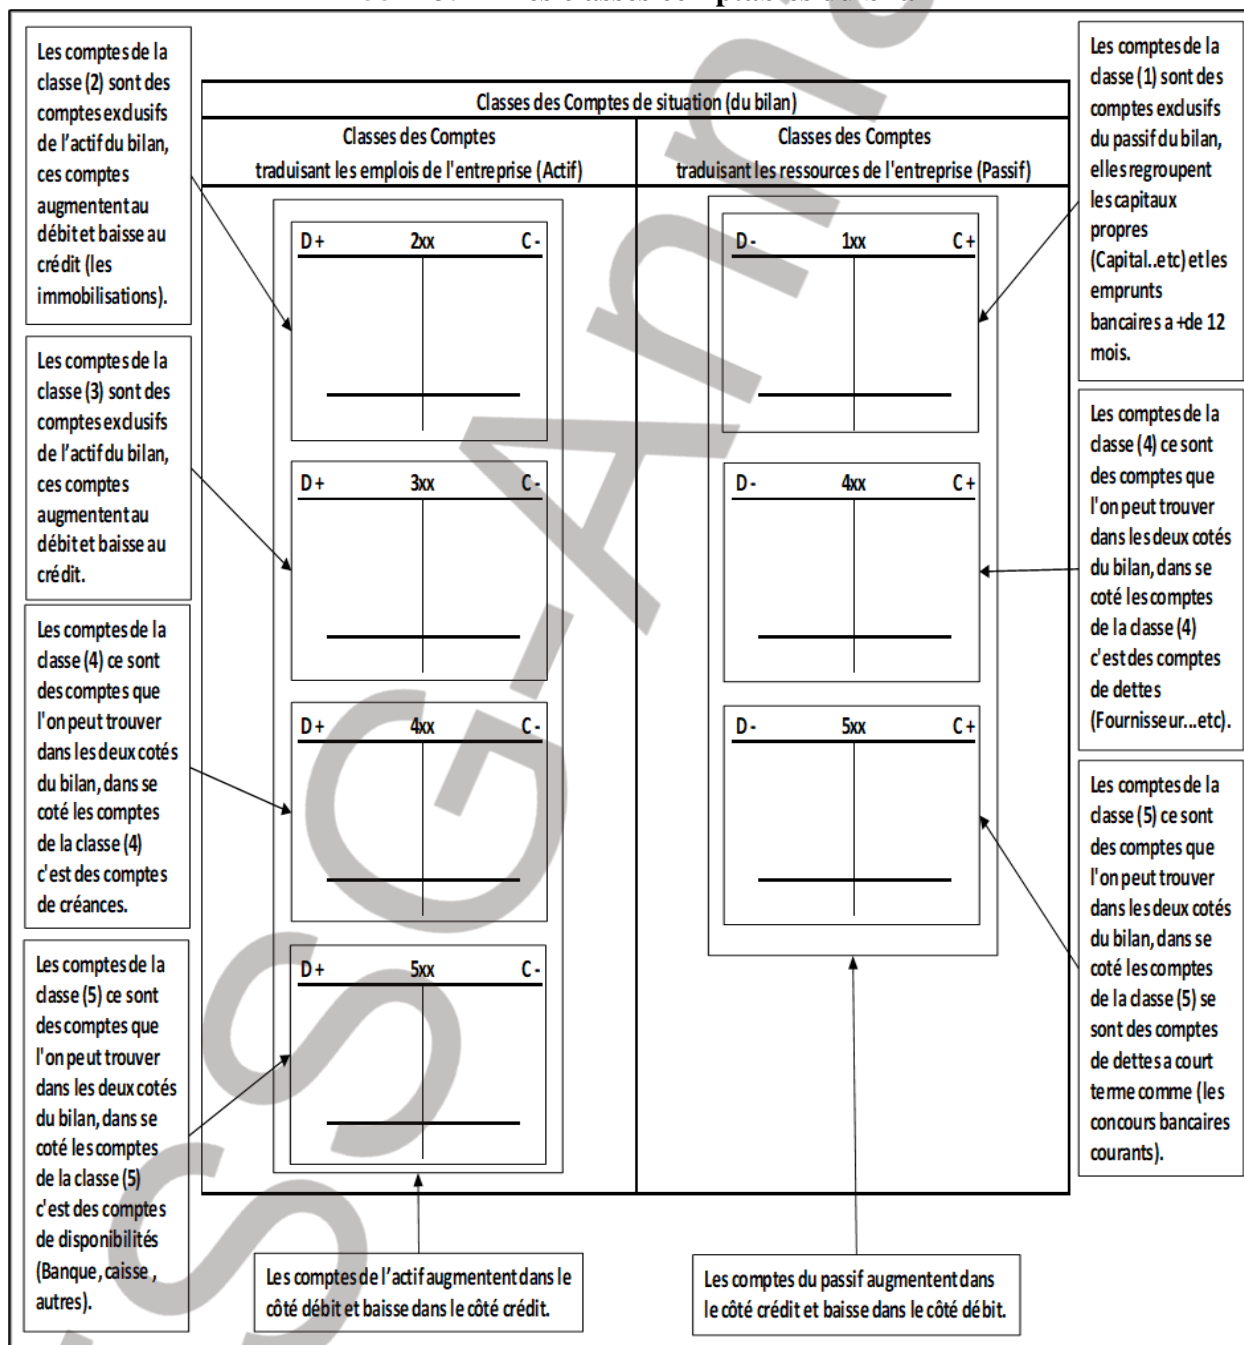 Les comptes de la
classe (2) sont des
comptes exclusifs
de l'actif du bilan,
ces comptes
augmentent au
débit et baisse au
crédit (les
immobilisations).
Les comptes de la
classe (3) sont des
comptes exclusifs
de l'actif du bilan,
ces comptes
augmentent au
débit et baisse au
crédit.
Les comptes de la
classe (4) ce sont
des comptes que
l'on peut trouver
dans les deux cotés
du bilan, dans se
coté les comptes
de la classe (4)
c'est des comptes
de créances.
Les comptes de la
classe (5) ce sont
des comptes que
l'on peut trouver
dans les deux cotés
du bilan, dans se
coté les comptes
de la classe (5)
c'est des comptes
de disponibilités
(Banque, caisse ,
autres).
Classes des Comptes de situation (du bilan)
Classes des Comptes
traduisant les emplois de l'entreprise (Actif)
D + 2xx C -
D + 3xx C -
D + 4xx C -
D + 5xx C -
Classes des Comptes
traduisant les ressources de l'entreprise (Passif)
D - 1xx C +
D - 4xx C +
D - 5xx C +
Les comptes de l'actif augmentent dans le
côté débit et baisse dans le côté crédit.
Les comptes du passif augmentent dans
le côté crédit et baisse dans le côté débit.
Les comptes de la
classe (1) sont des
comptes exclusifs
du passif du bilan,
elles regroupent
les capitaux
propres
(Capital..etc) et les
emprunts
bancaires a +de 12
mois.
Les comptes de la
classe (4) ce sont
des comptes que
l'on peut trouver
dans les deux cotés
du bilan, dans se
coté les comptes
de la classe (4)
c'est des comptes
de dettes
(Fournisseur...etc).
Les comptes de la
classe (5) ce sont
des comptes que
l'on peut trouver
dans les deux cotés
du bilan, dans se
coté les comptes
de la classe (5) se
sont des comptes
de dettes a court
terme comme (les
concours bancaires
courants).